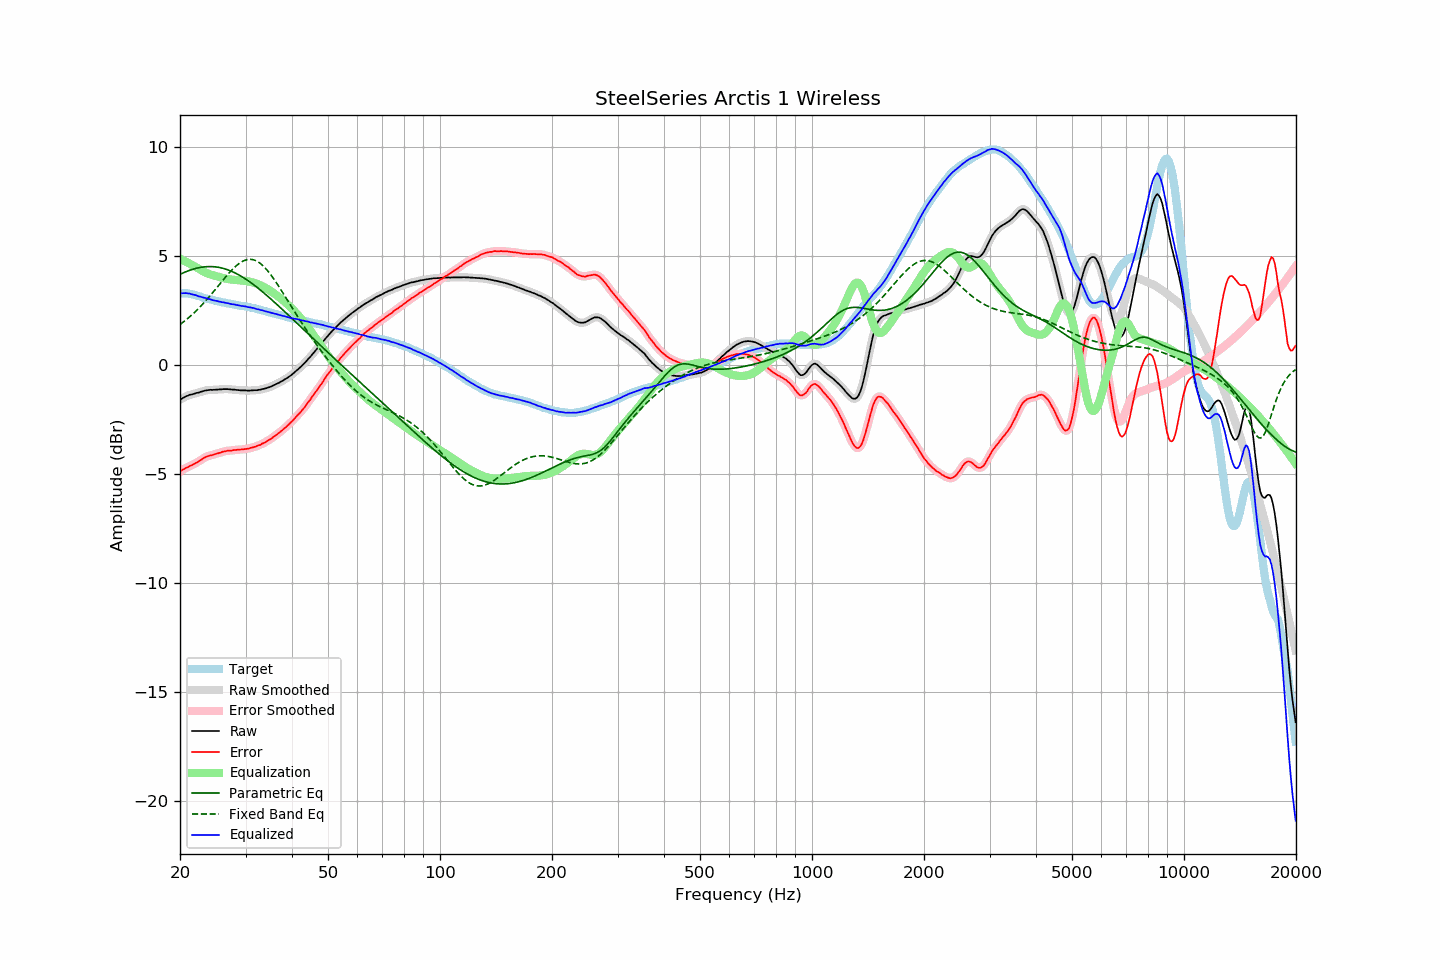 SteelSeries Arctis 1 Wireless
Amplitude (dBr)
10
5
0
−5
−10
−15
−20
Target
Raw Smoothed
Error Smoothed
Raw
Error
Equalization
Parametric Eq
Fixed Band Eq
Equalized
20 50 100 200 500 1000 2000 5000 10000 20000
Frequency (Hz)